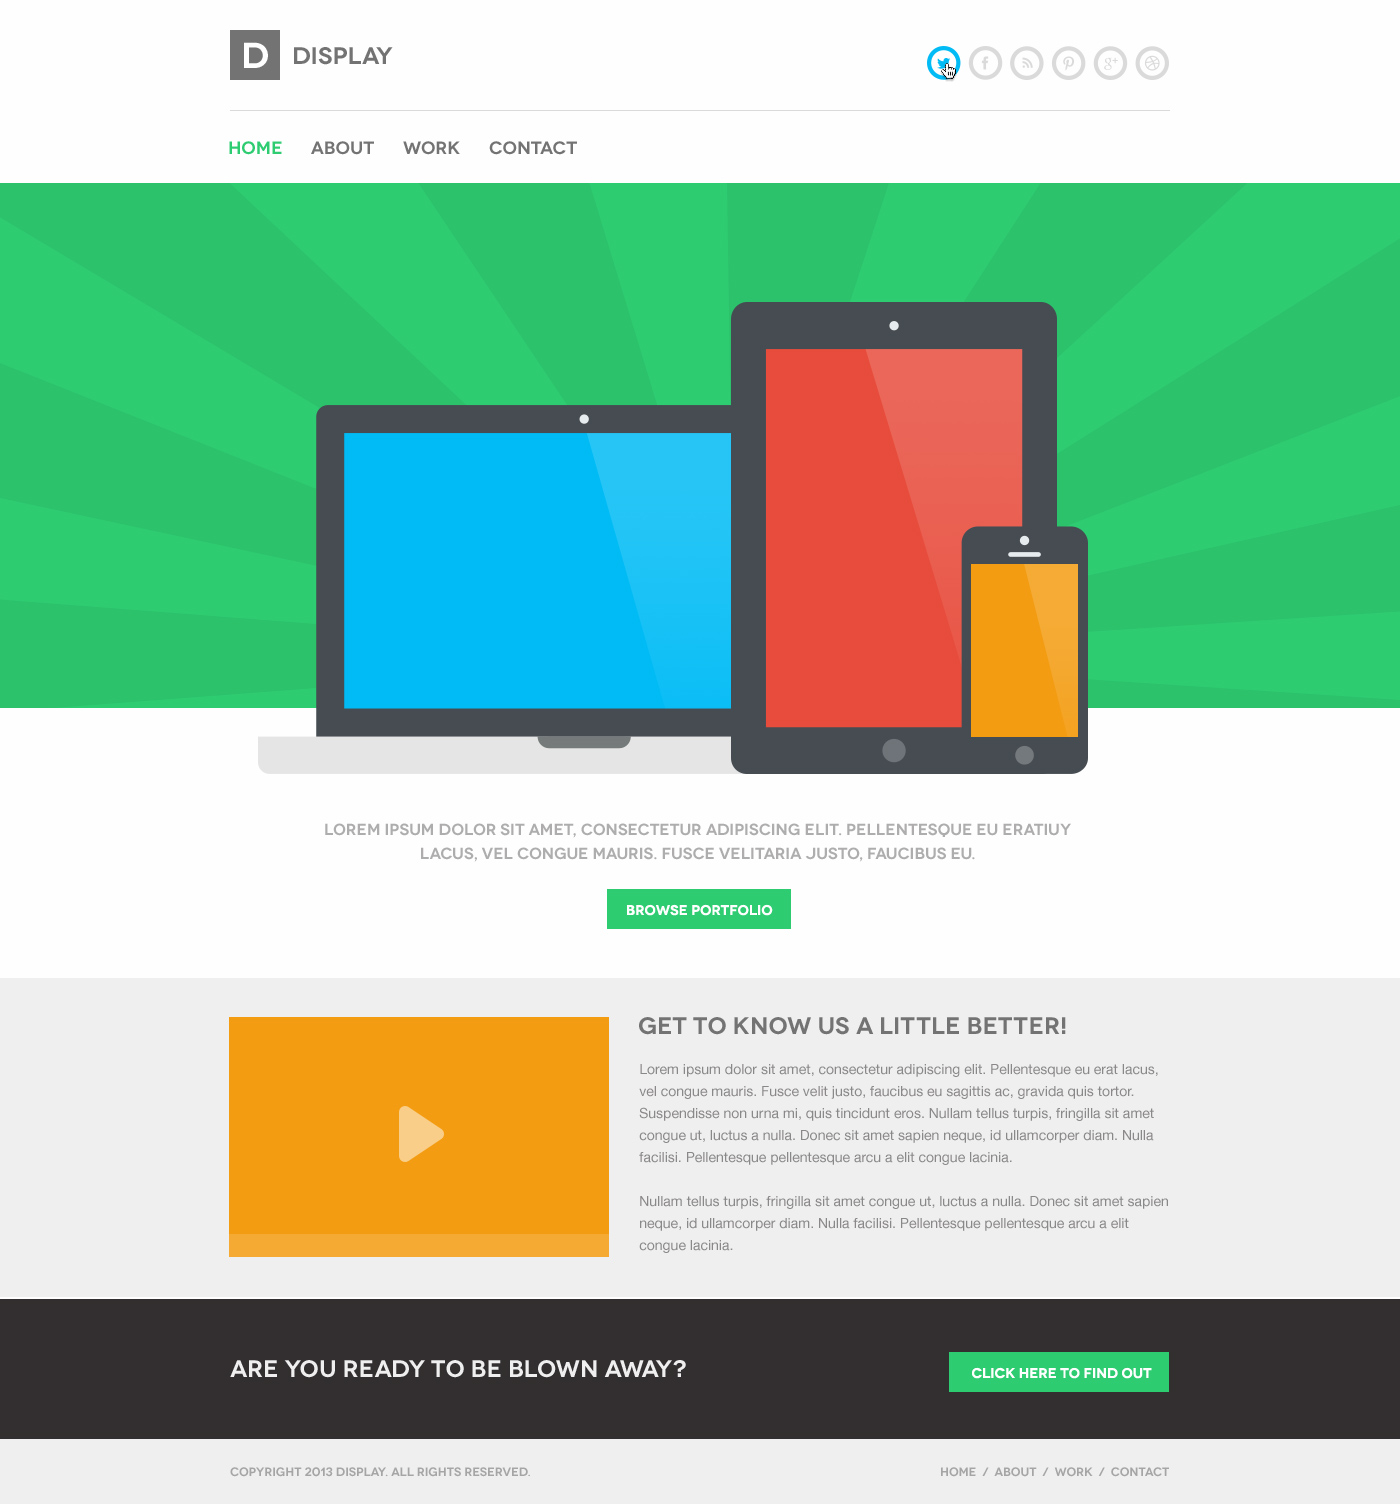 D DISPLAY
HOME ABOUT WORK CONTACT
LOREM IPSUM DOLOR SIT AMET, CONSECTETUR ADIPISCING ELIT. PELLENTESQUE EU ERATIUY
LACUS, VEL CONGUE MAURIS. FUSCE VELITARIA JUSTO, FAUCIBUS EU.
BROWSE PORTFOLIO
GET TO KNOW US A LITTLE BETTER!
Lorem ipsum dolor sit amet, consectetur adipiscing elit. Pellentesque eu erat lacus,
vel congue mauris. Fusce velit justo, faucibus eu sagittis ac, gravida quis tortor.
Suspendisse non urna mi, quis tincidunt eros. Nullam tellus turpis, fringilla sit amet
congue ut, luctus a nulla. Donec sit amet sapien neque, id ullamcorper diam. Nulla
facilisi. Pellentesque pellentesque arcu a elit congue lacinia.
Nullam tellus turpis, fringilla sit amet congue ut, luctus a nulla. Donec sit amet sapien
neque, id ullamcorper diam. Nulla facilisi. Pellentesque pellentesque arcu a elit
congue lacinia.
ARE YOU READY TO BE BLOWN AWAY?
CLICK HERE TO FIND OUT
COPYRIGHT 2013 DISPLAY. ALL RIGHTS RESERVED.
HOME / ABOUT / WORK / CONTACT